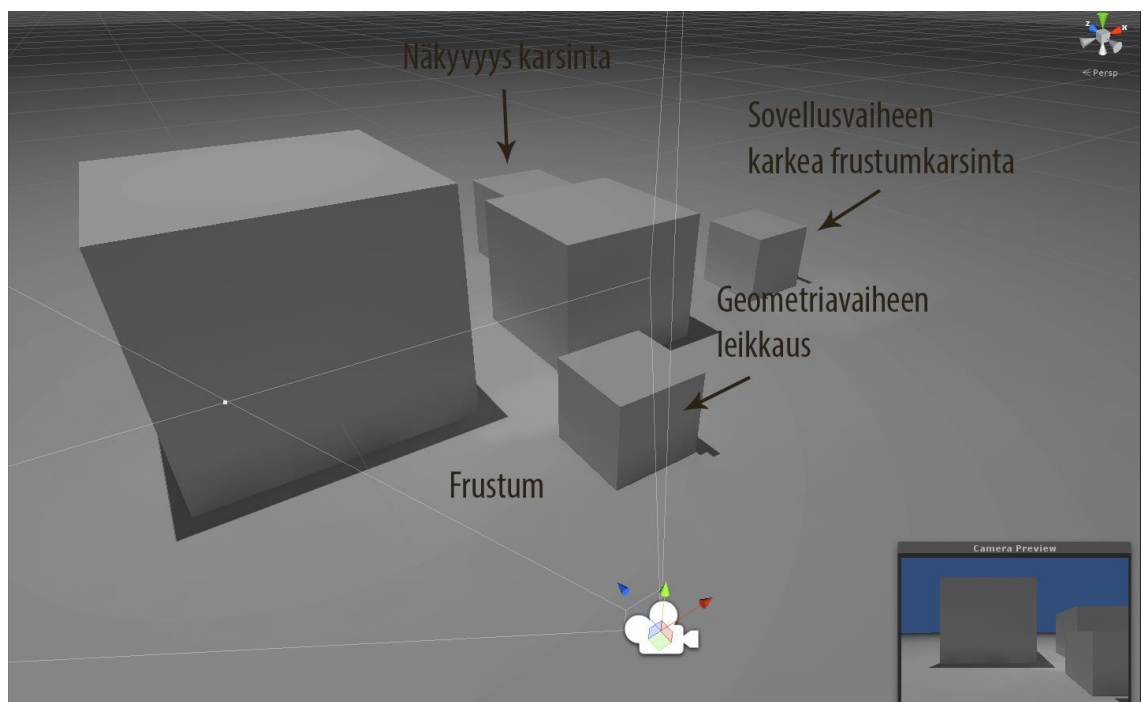 Näkyvyys karsinta
z
x
< Persp
Sovellusvaiheen
karkea frustumkarsinta
Geometriavaiheen
leikkaus
Frustum
Camera Preview